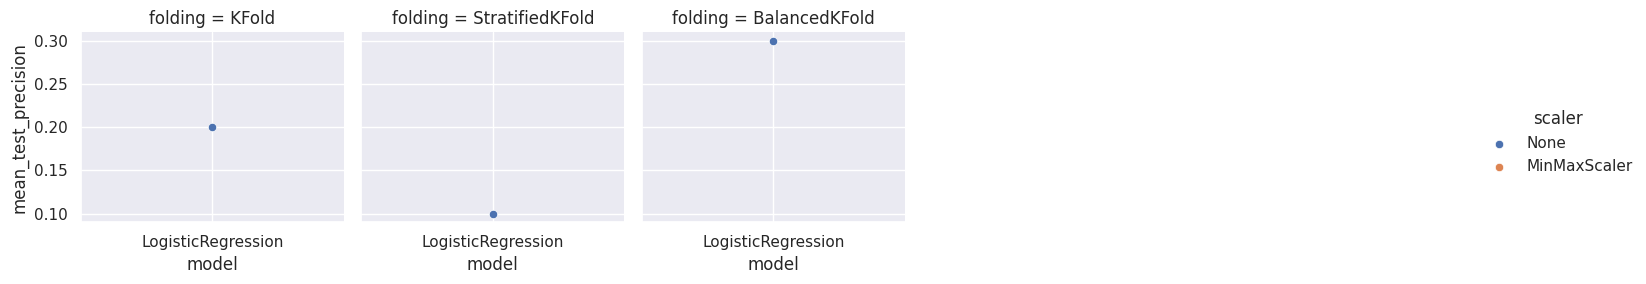 folding = KFold
folding = StratifiedKFold
folding = BalancedKFold
mean_test_precision
0.30
0.25
0.20
0.15
0.10
LogisticRegression
LogisticRegression
LogisticRegression
model
model
model
scaler
None
MinMaxScaler